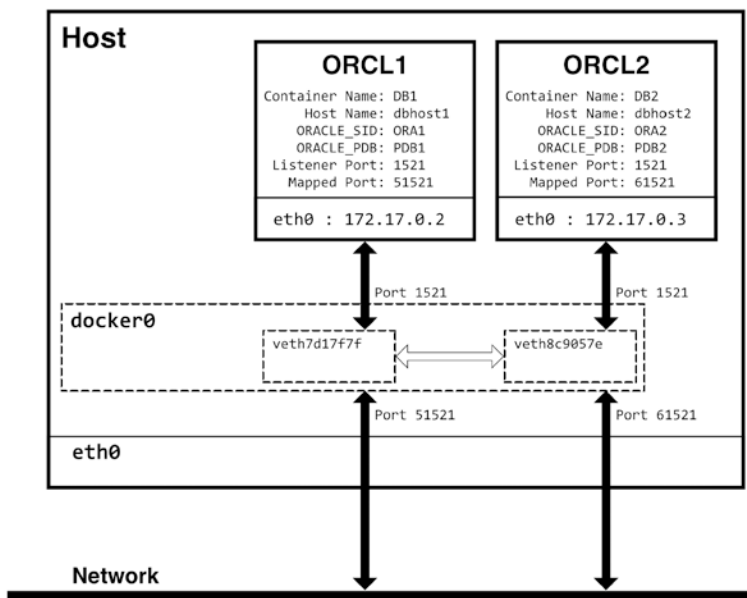 Host
ORCL1
Container Name: DB1
Host Name: dbhost1
ORACLE_SID: ORA1
ORACLE_PDB: PDB1
Listener Port: 1521
Mapped Port: 51521
eth0 : 172.17.0.2
ORCL2
Container Name: DB2
Host Name: dbhost2
ORACLE_SID: ORA2
ORACLE_PDB: PDB2
Listener Port: 1521
Mapped Port: 61521
eth0 : 172.17.0.3
Port 1521
Port 1521
docker0
veth7d17f7f
veth8c9057e
Port 51521
Port 61521
eth0
Network